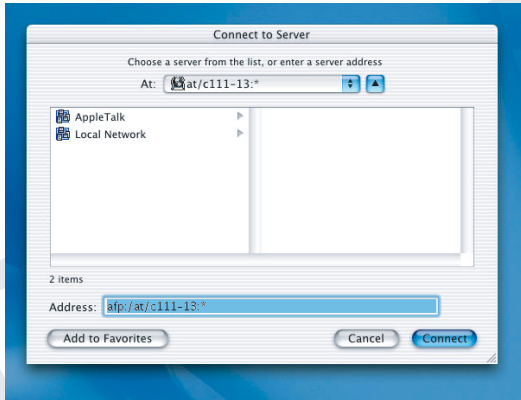 Connect to Server
Choose a server from the list, or enter a server address
At: at/c111-13:*
AppleTalk
Local Network
2 items
Address: afp:/at/c111-13:*
Add to Favorites Cancel Connect